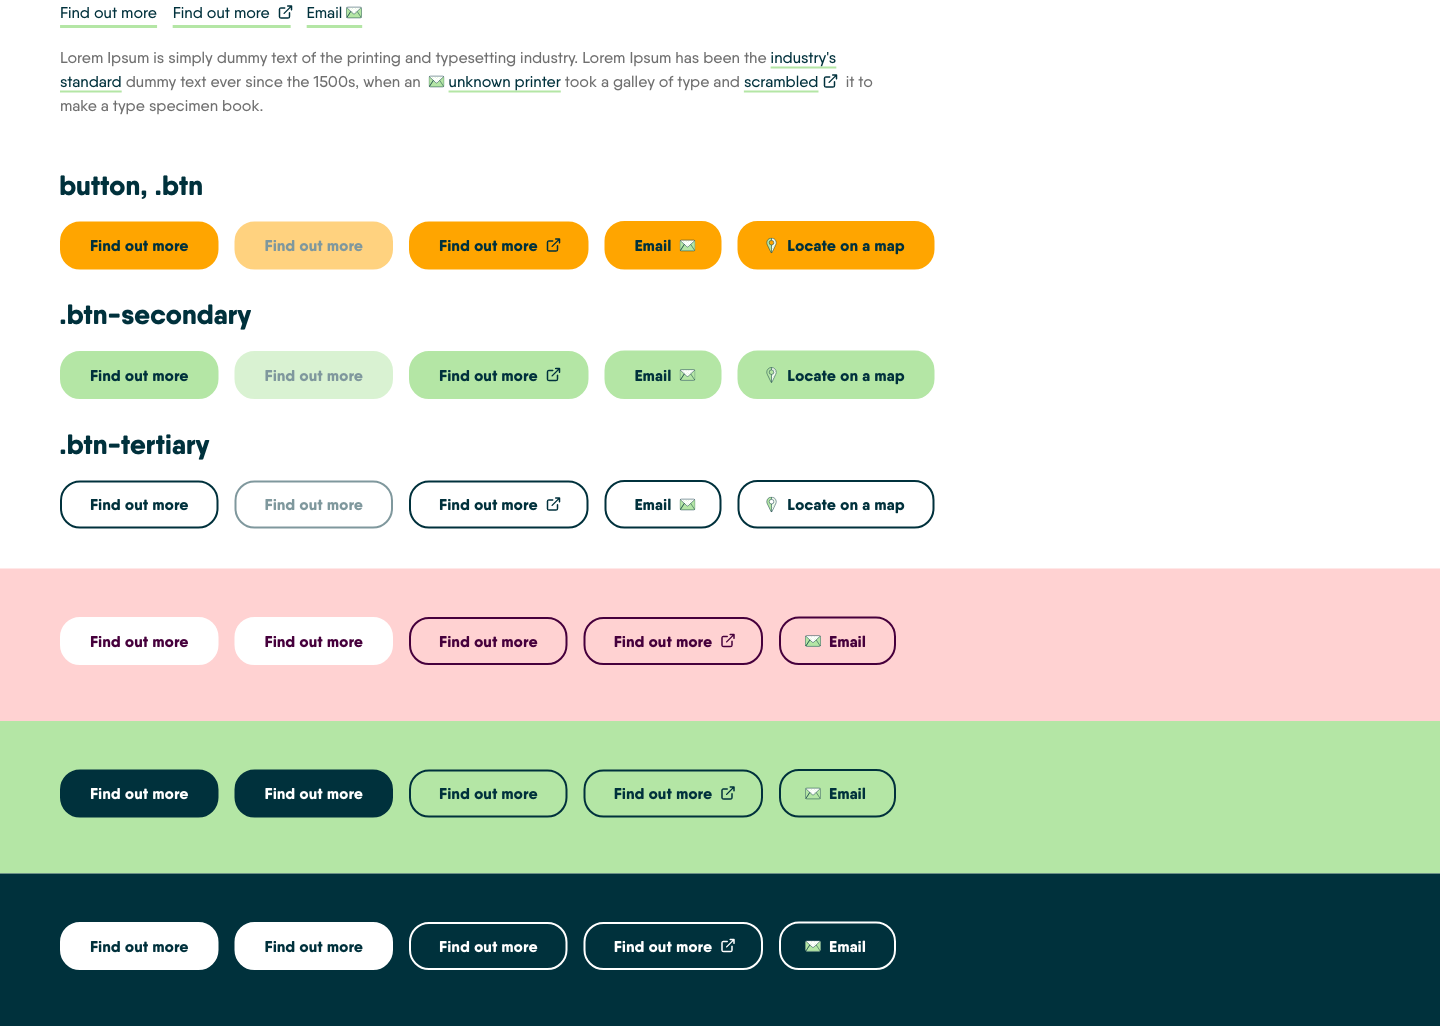 Find out more Find out more Email
Lorem Ipsum is simply dummy text of the printing and typesetting industry. Lorem Ipsum has been the industry's
standard dummy text ever since the 1500s, when an unknown printer took a galley of type and scrambled it to
make a type specimen book.
button, .btn
Find out more Find out more Find out more Email Locate on a map
.btn-secondary
Find out more Find out more Find out more Email Locate on a map
.btn-tertiary
Find out more Find out more Find out more Email Locate on a map
Find out more Find out more Find out more Find out more Email
Find out more Find out more Find out more Find out more Email
Find out more Find out more Find out more Find out more Email